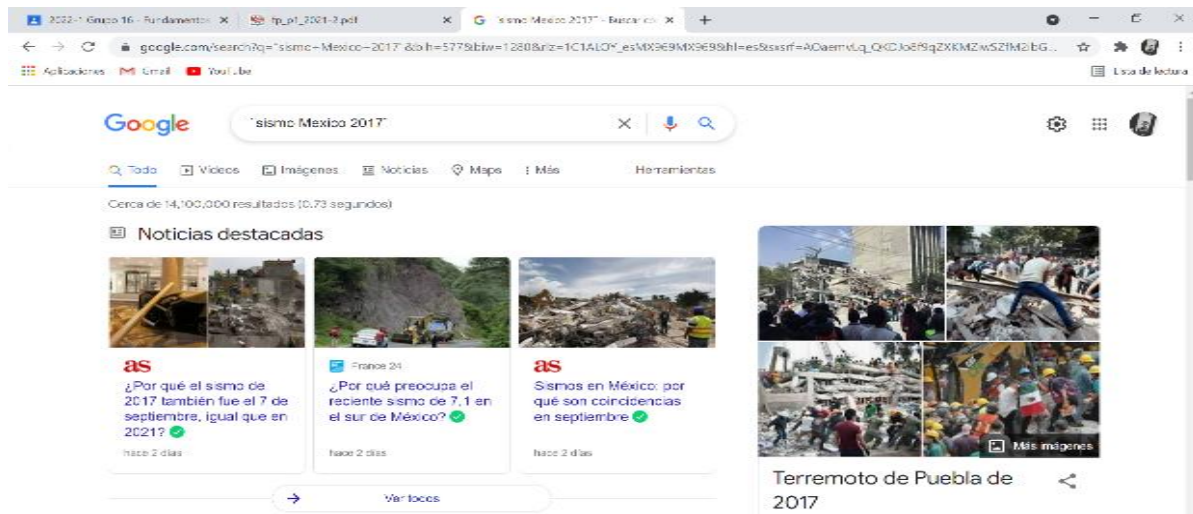 2022-1 Grupo 16 - Fundamentos
fp_p1_2021-2.pdf
"sismo Mexico 2017" - Buscar con
Aplicaciones
Gmail
YouTube
Lista de lectura
Google
"sismo Mexico 2017"
Todo
Videos
Imágenes
Noticias
Maps
Más
Herramientas
Cerca de 14,100,000 resultados (0.73 segundos)
Noticias destacadas
as
¿Por qué el sismo de
2017 también fue el 7 de
septiembre, igual que en
2021?
hace 2 días
France 24
¿Por qué preocupa el
reciente sismo de 7,1 en
el sur de México?
hace 2 días
as
Sismos en México: por
qué son coincidencias
en septiembre
hace 2 días
Ver todos
Más imágenes
Terremoto de Puebla de
2017